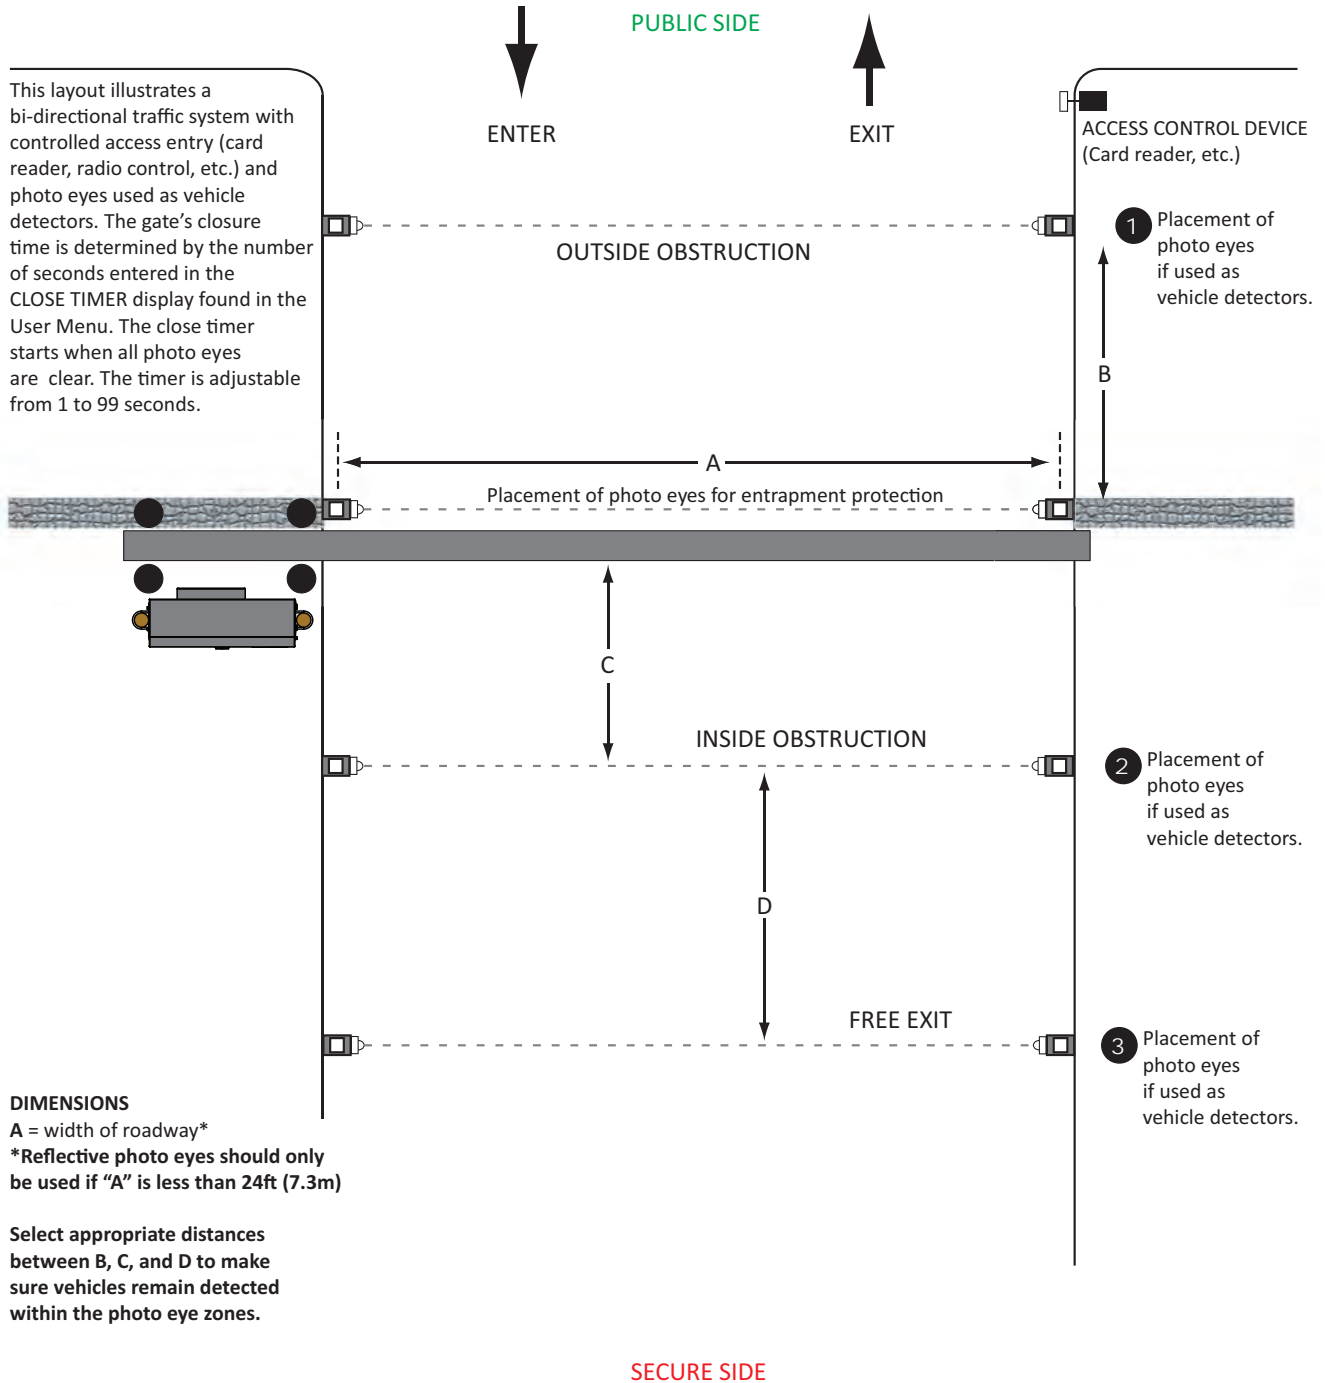 PUBLIC SIDE
This layout illustrates a
bi-directional traffic system with
controlled access entry (card
reader, radio control, etc.) and
photo eyes used as vehicle
detectors. The gate's closure
time is determined by the number
of seconds entered in the
CLOSE TIMER display found in the
User Menu. The close timer
starts when all photo eyes
are clear. The timer is adjustable
from 1 to 99 seconds.
ENTER
EXIT
ACCESS CONTROL DEVICE
(Card reader, etc.)
OUTSIDE OBSTRUCTION
1
Placement of
photo eyes
if used as
vehicle detectors.
B
A
Placement of photo eyes for entrapment protection
C
INSIDE OBSTRUCTION
2
Placement of
photo eyes
if used as
vehicle detectors.
D
FREE EXIT
3
Placement of
photo eyes
if used as
vehicle detectors.
DIMENSIONS
A = width of roadway*
*Reflective photo eyes should only
be used if “A” is less than 24ft (7.3m)
Select appropriate distances
between B, C, and D to make
sure vehicles remain detected
within the photo eye zones.
SECURE SIDE